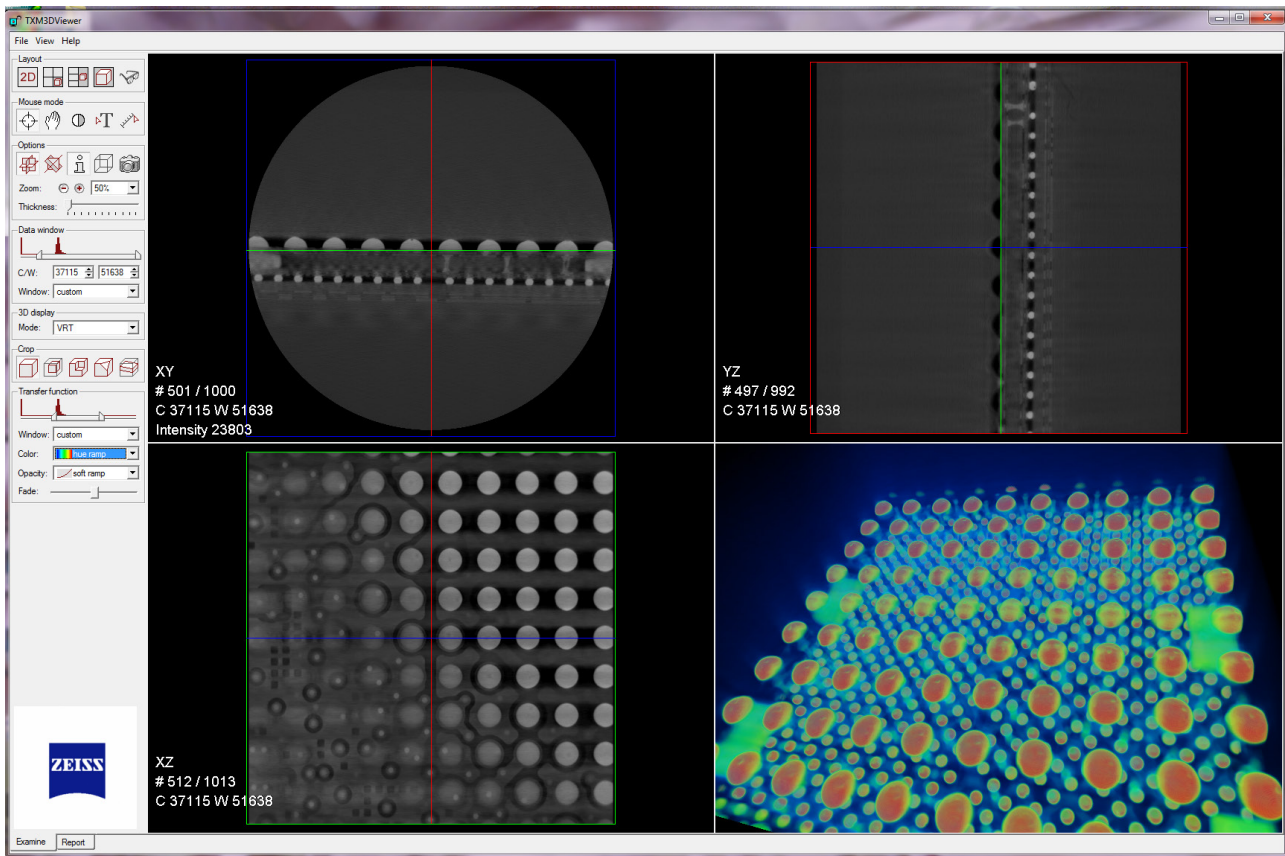 TXM3DViewer
File View Help
Layout
2D
Mouse mode
T
Options
i
Zoom: 50%
Thickness:
Data window
C/W: 37115 51638
Window: custom
3D display
Mode: VRT
Crop
Transfer function
Window: custom
Color: hue ramp
Opacity: soft ramp
Fade:
ZEISS
Examine Report
XY
# 501 / 1000
C 37115 W 51638
Intensity 23803
YZ
# 497 / 992
C 37115 W 51638
XZ
# 512 / 1013
C 37115 W 51638